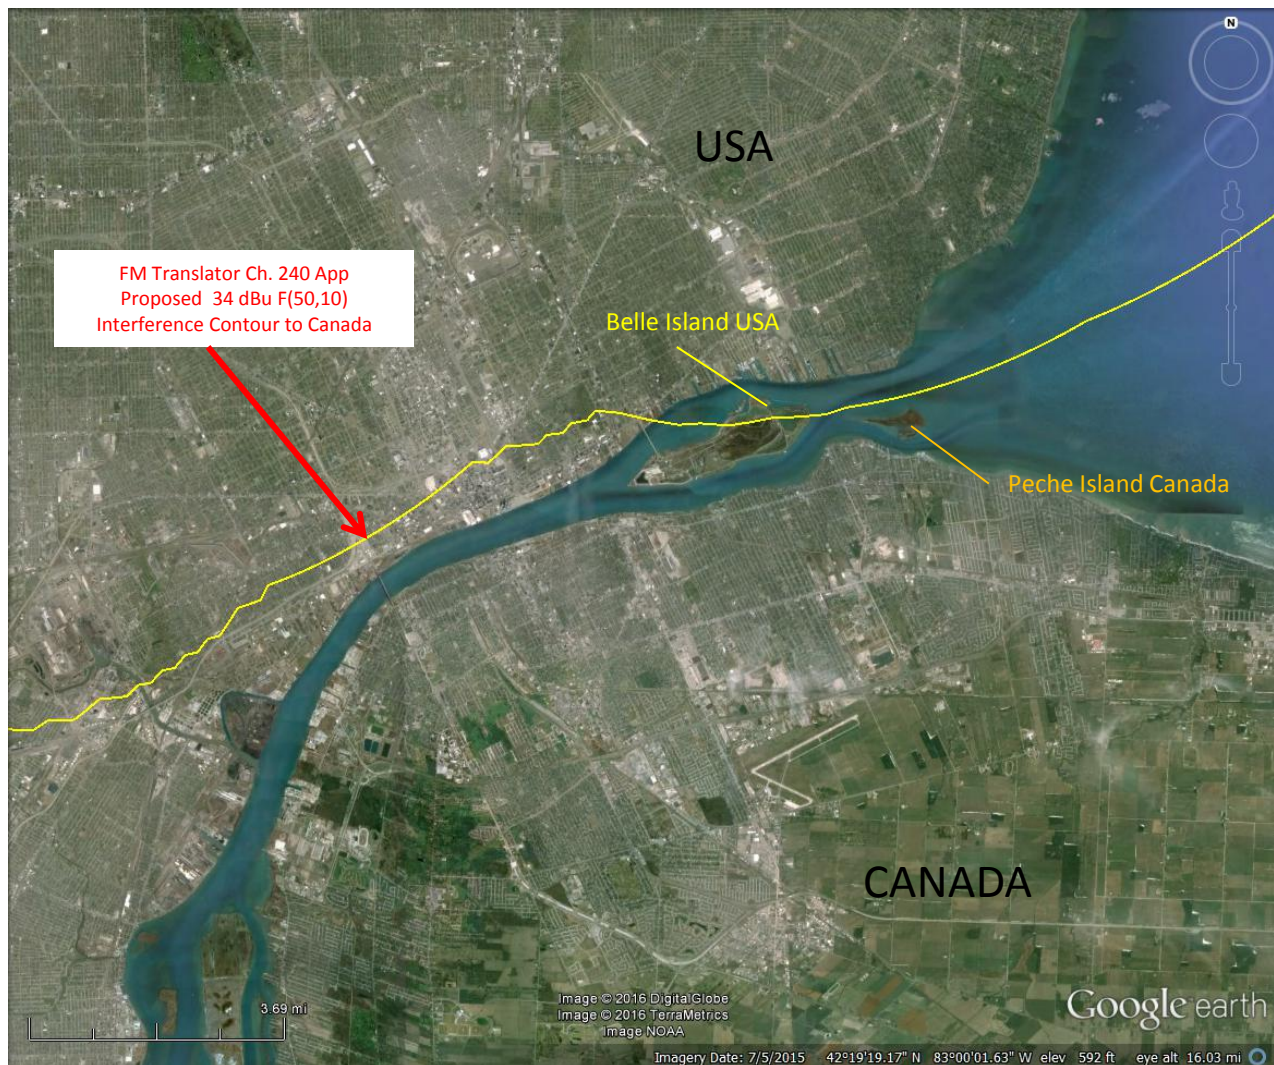 N
USA
FM Translator Ch. 240 App
Proposed 34 dBu F(50,10)
Interference Contour to Canada
Belle Island USA
Peche Island Canada
CANADA
3.69 mi
Image © 2016 DigitalGlobe
Image © 2016 TerraMetrics
Image NOAA
Google earth
Imagery Date: 7/5/2015 42°19'19.17" N 83°00'01.63" W elev 592 ft eye alt 16.03 mi